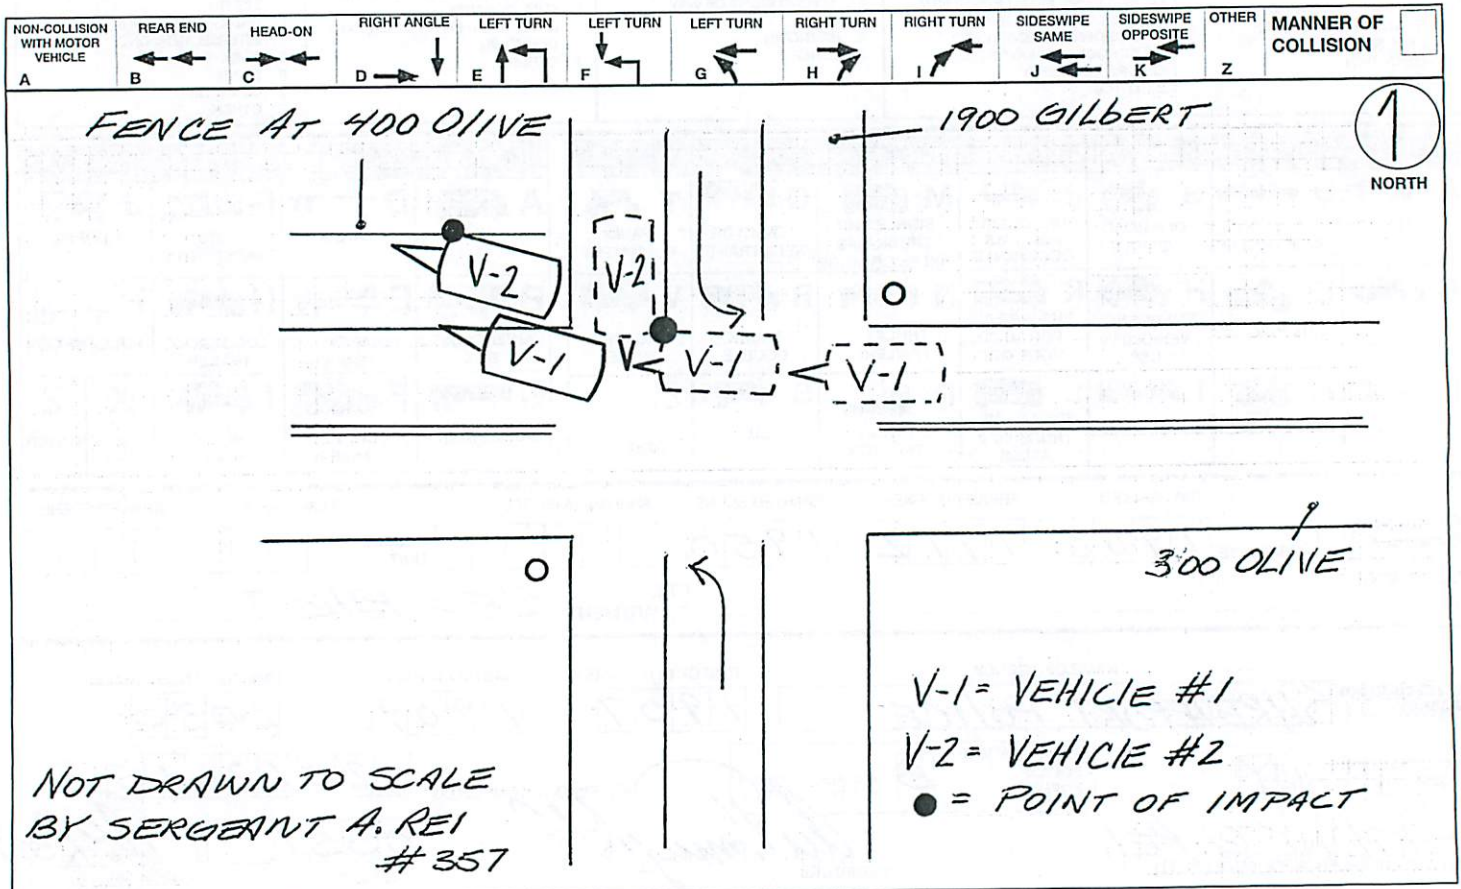 NON-COLLISION WITH MOTOR VEHICLE
A
REAR END
B
HEAD-ON
C
RIGHT ANGLE
D
LEFT TURN
E
LEFT TURN
F
LEFT TURN
G
RIGHT TURN
H
RIGHT TURN
I
SIDESWIPE SAME
J
SIDESWIPE OPPOSITE
K
OTHER
Z
MANNER OF COLLISION
FENCE AT 400 OLIVE
1900 GILBERT
NORTH
V-2
V-2
V-1
V-1
V-1
300 OLIVE
V-1 = VEHICLE #1
V-2 = VEHICLE #2
= POINT OF IMPACT
NOT DRAWN TO SCALE
BY SERGEANT A. REI
#357